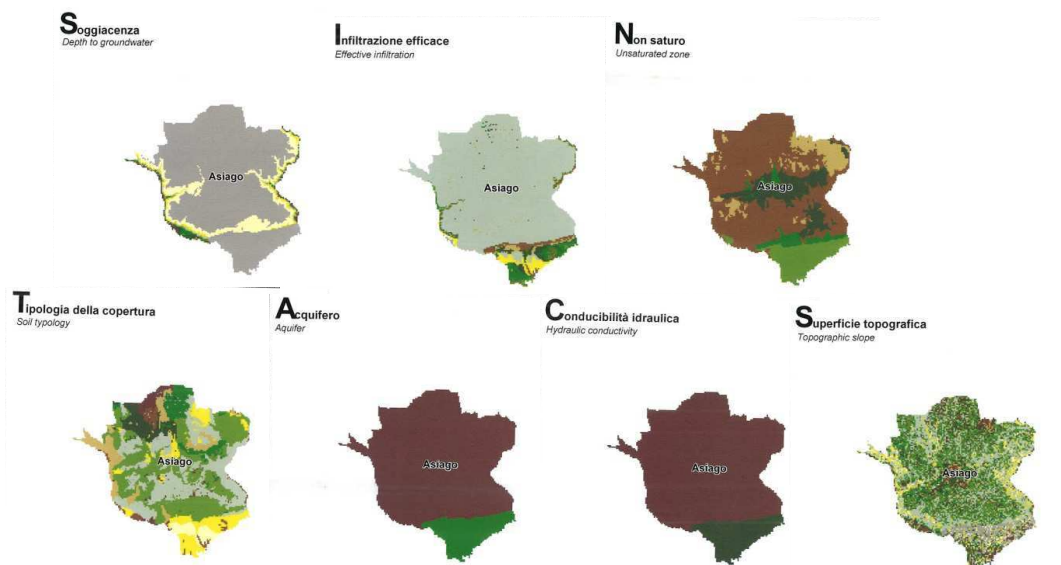 Soggiacenza
Depth to groundwater
Infiltrazione efficace
Effective infiltration
Non saturo
Unsaturated zone
Asiago
Asiago
Asiago
Tipologia della copertura
Soil typology
Acquifero
Aquifer
Conducibilità idraulica
Hydraulic conductivity
Superficie topografica
Topographic slope
Asiago
Asiago
Asiago
Asiago